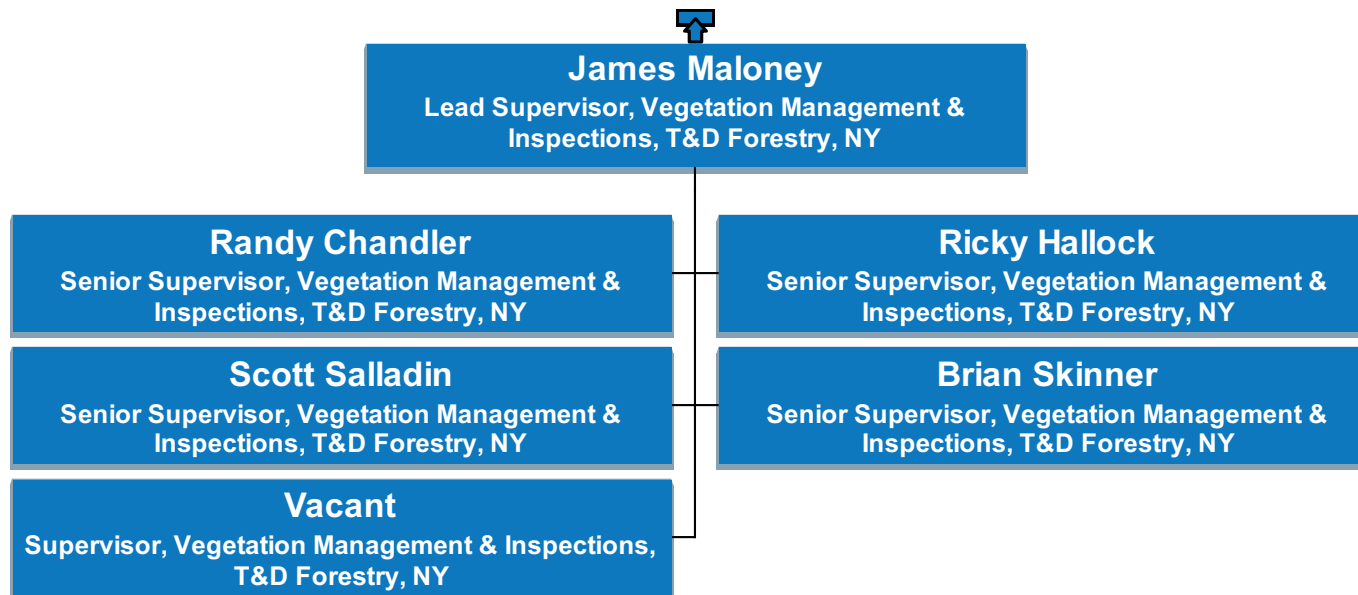 James Maloney
Lead Supervisor, Vegetation Management &
Inspections, T&D Forestry, NY
Randy Chandler
Senior Supervisor, Vegetation Management &
Inspections, T&D Forestry, NY
Ricky Hallock
Senior Supervisor, Vegetation Management &
Inspections, T&D Forestry, NY
Scott Salladin
Senior Supervisor, Vegetation Management &
Inspections, T&D Forestry, NY
Brian Skinner
Senior Supervisor, Vegetation Management &
Inspections, T&D Forestry, NY
Vacant
Supervisor, Vegetation Management & Inspections,
T&D Forestry, NY